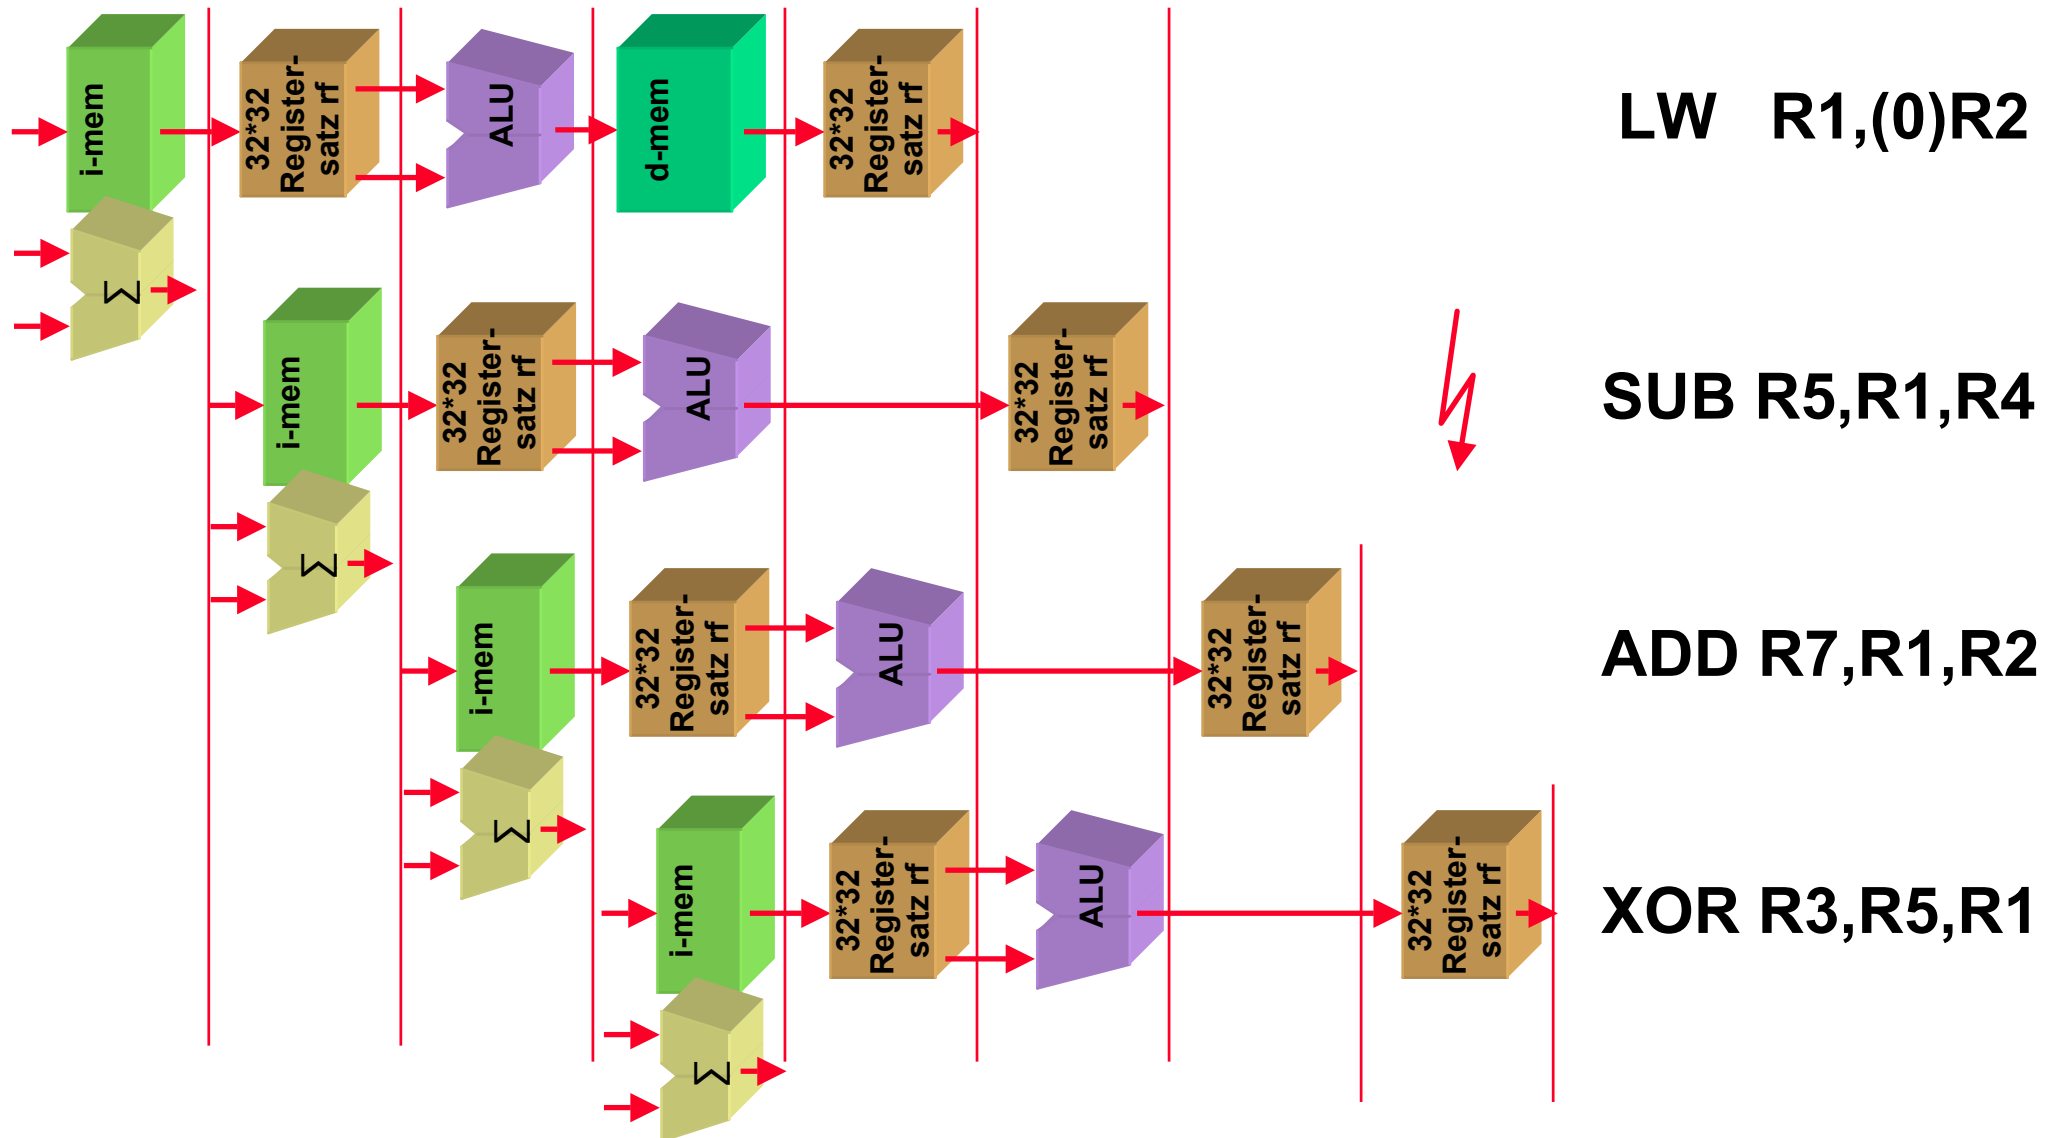 i-mem
32*32
Register-
satz rf
ALU
d-mem
32*32
Register-
satz rf
LW R1,(0)R2
Σ
i-mem
32*32
Register-
satz rf
ALU
32*32
Register-
satz rf
SUB R5,R1,R4
Σ
i-mem
32*32
Register-
satz rf
ALU
32*32
Register-
satz rf
ADD R7,R1,R2
Σ
i-mem
32*32
Register-
satz rf
ALU
32*32
Register-
satz rf
XOR R3,R5,R1
Σ